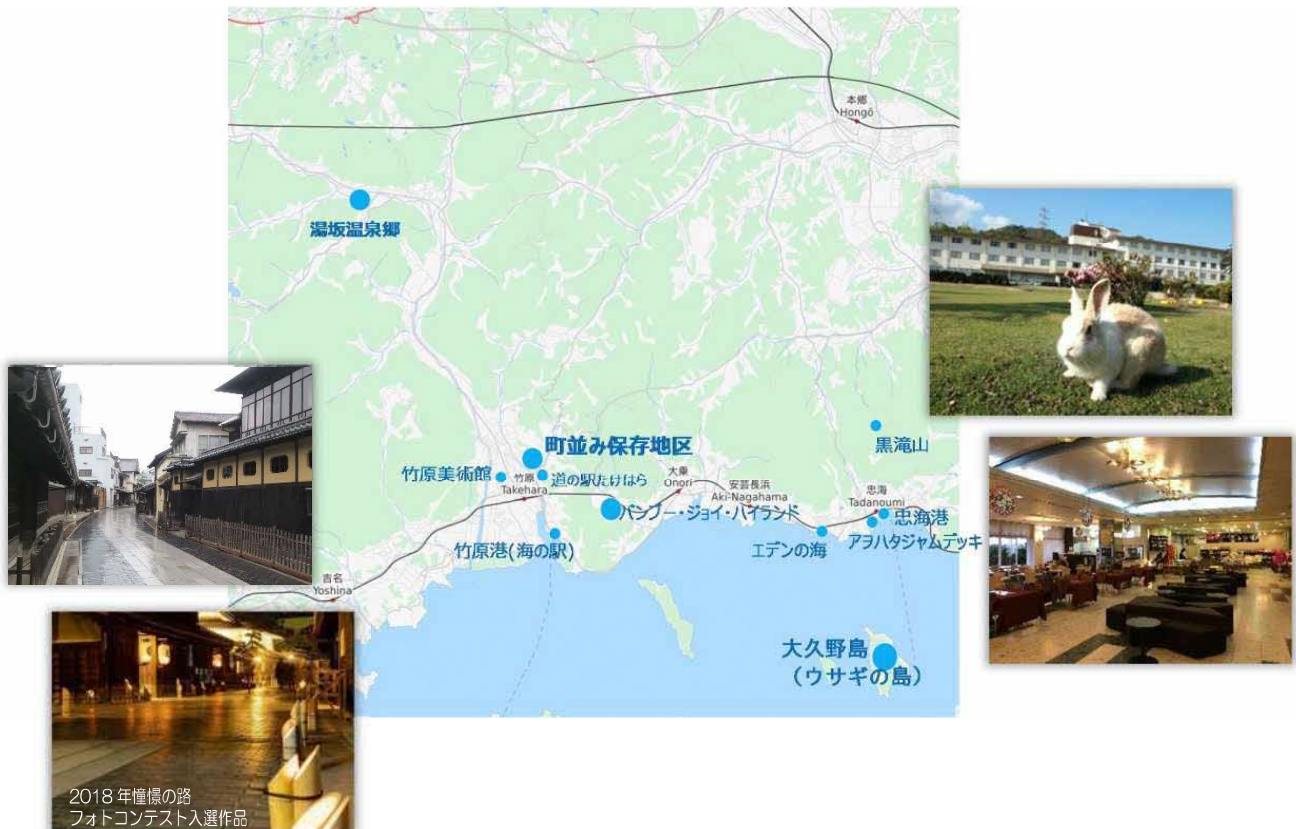 本郷
Hongō
湯坂温泉郷
黒滝山
町並み保存地区
竹原美術館
竹原
Takehara
道の駅たけはら
大乗
Onori
安芸長浜
Aki-Nagahama
忠海
Tadanoumi
バンブー・ジョイ・ハイランド
忠海港
アヲハタジャムデッキ
エデンの海
竹原港(海の駅)
吉名
Yoshina
大久野島
(ウサギの島)
2018年憧憬の路
フォトコンテスト入選作品